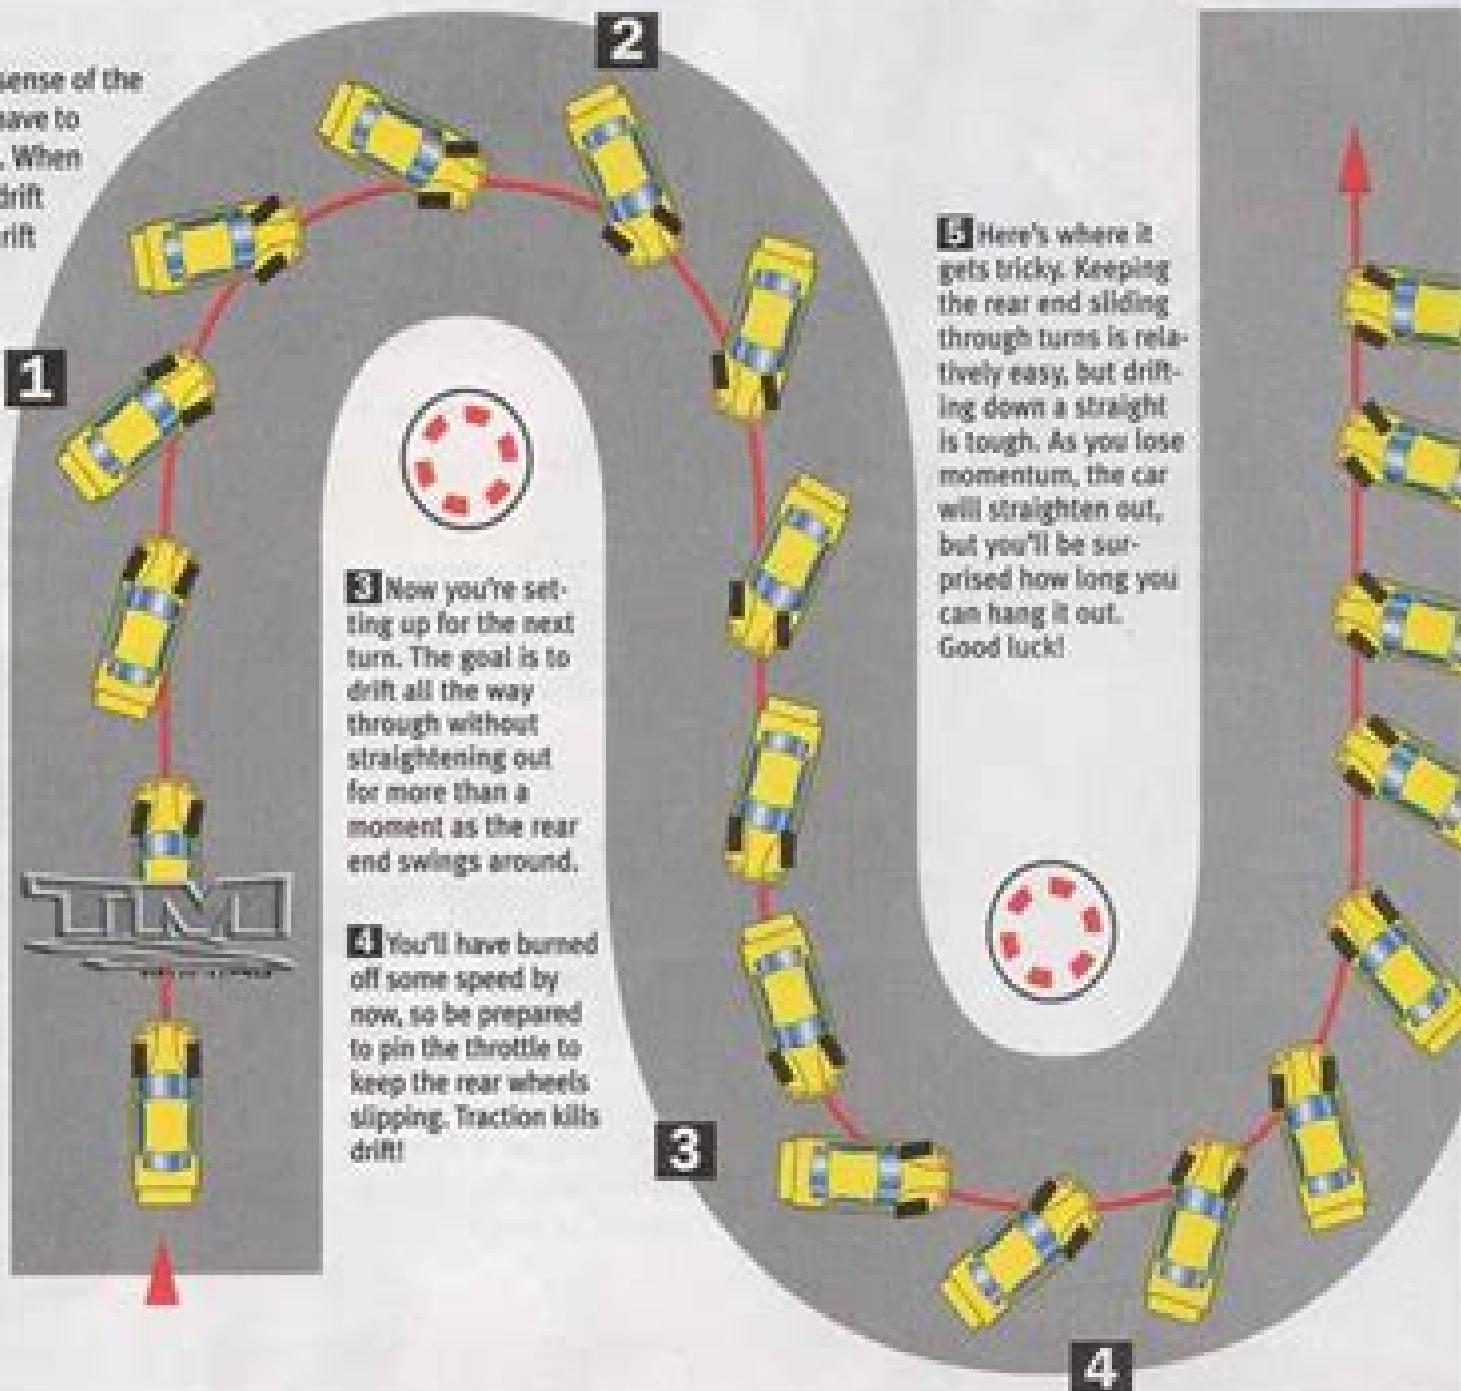 sense of the
have to
. When
drift
rift
1
2
3 Now you're set-
ting up for the next
turn. The goal is to
drift all the way
through without
straightening out
for more than a
moment as the rear
end swings around.
4 You'll have burned
off some speed by
now, so be prepared
to pin the throttle to
keep the rear wheels
slipping. Traction kills
drift!
5 Here's where it
gets tricky. Keeping
the rear end sliding
through turns is rela-
tively easy, but drift-
ing down a straight
is tough. As you lose
momentum, the car
will straighten out,
but you'll be sur-
prised how long you
can hang it out.
Good luck!
TM
3
4